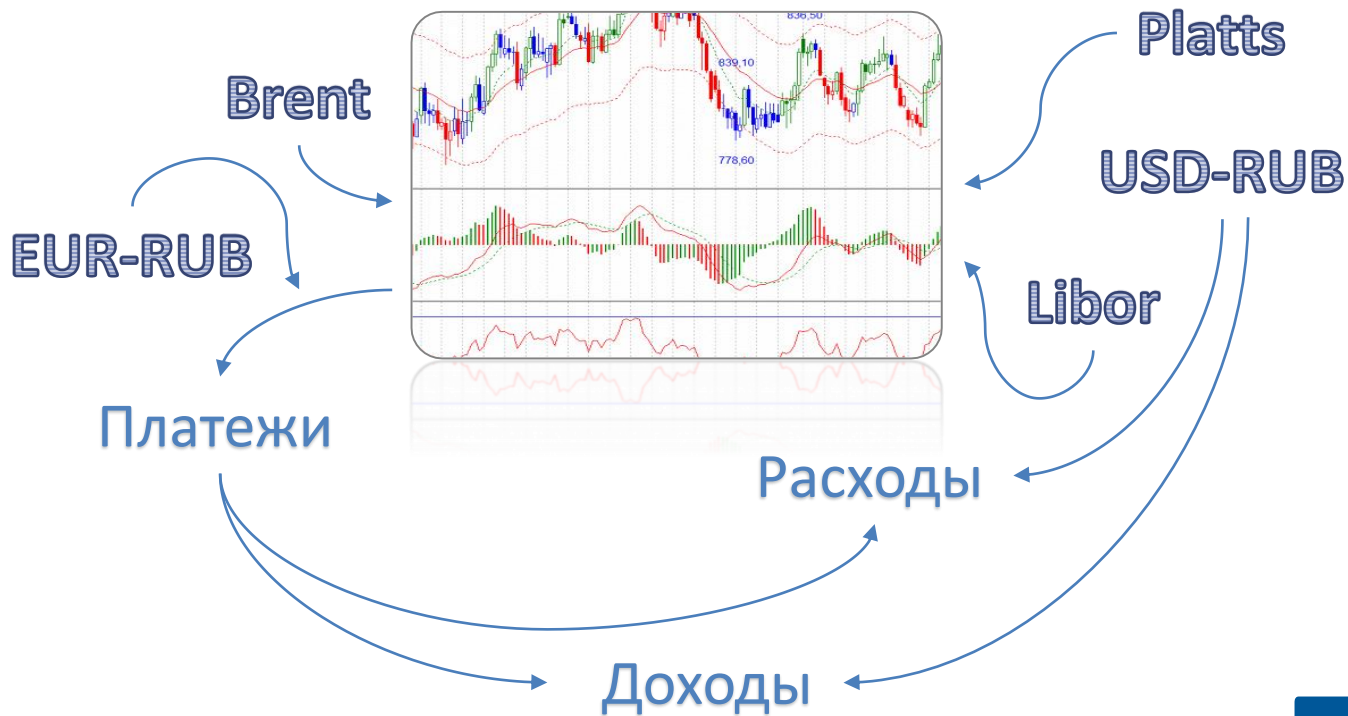 836,50
Platts
839,10
Brent
778,60
USD-RUB
EUR-RUB
Libor
Платежи
Расходы
Доходы